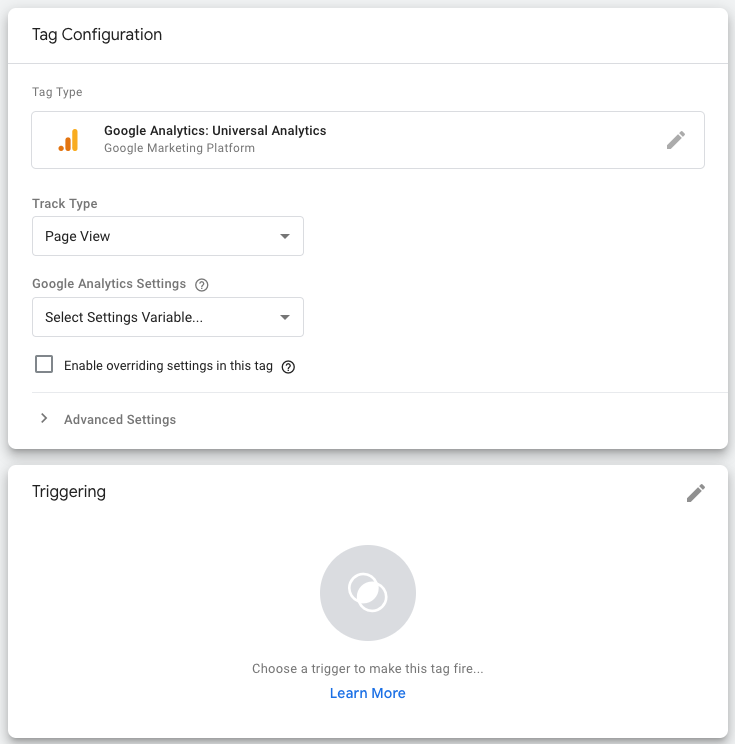 Tag Configuration
Tag Type
Google Analytics: Universal Analytics
Google Marketing Platform
Track Type
Page View
Google Analytics Settings
Select Settings Variable...
Enable overriding settings in this tag
Advanced Settings
Triggering
Choose a trigger to make this tag fire...
Learn More